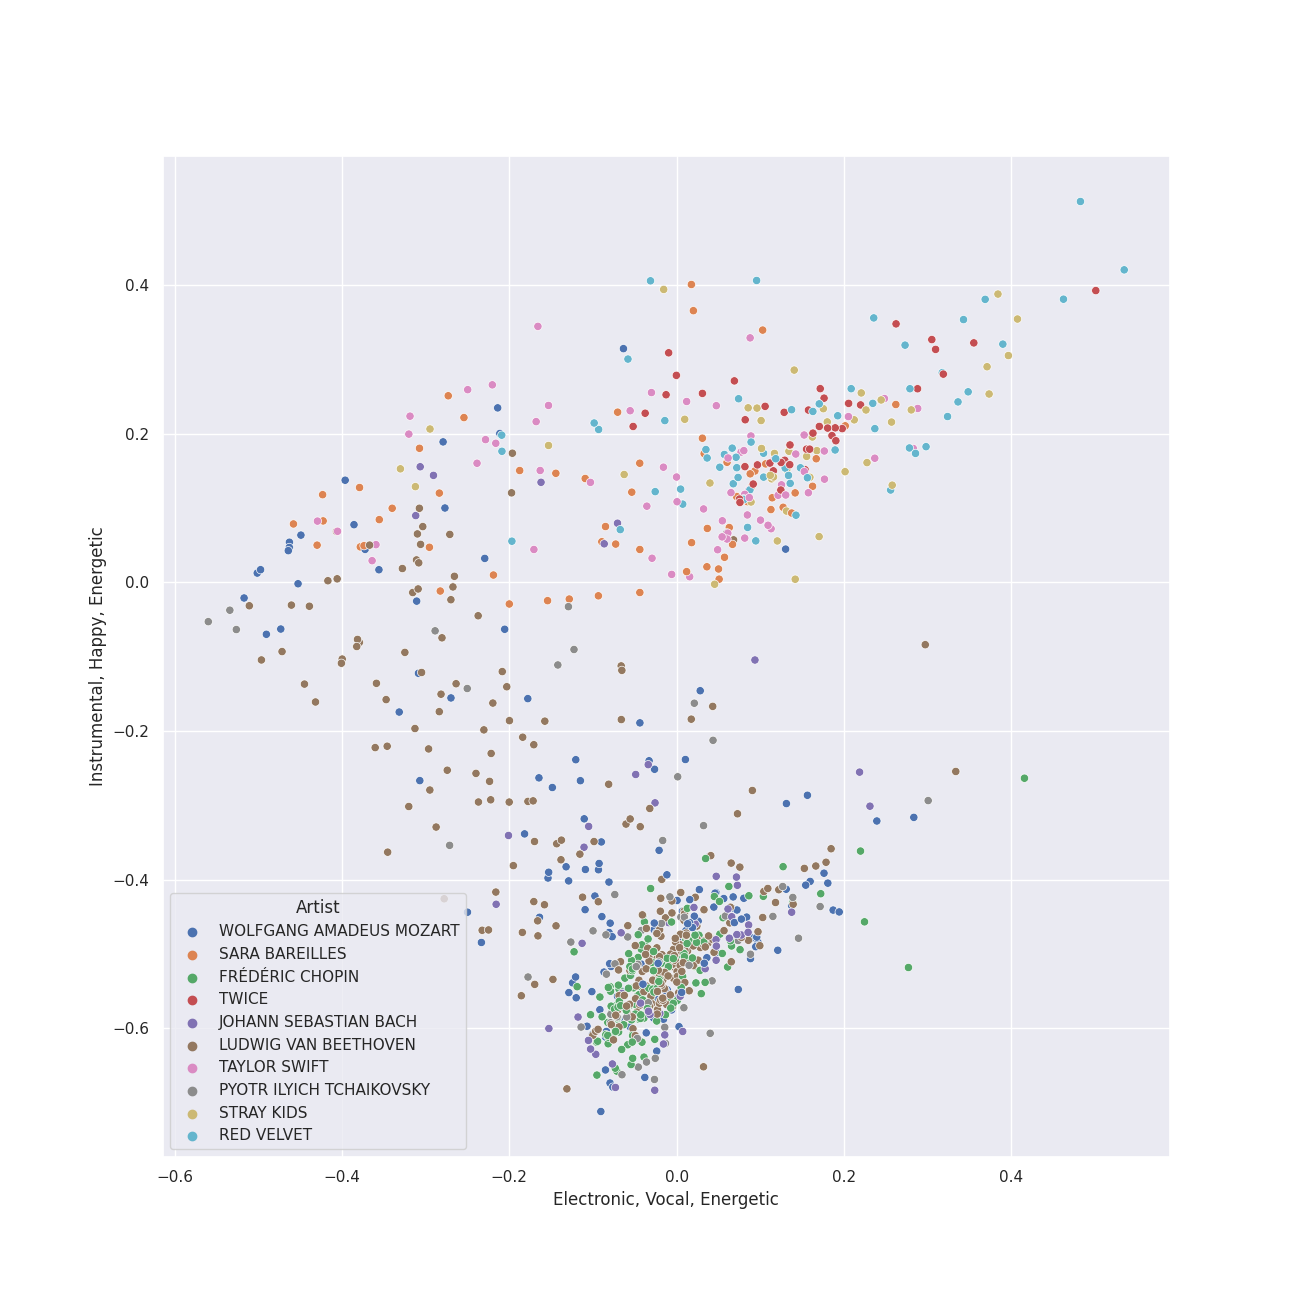 0.4
0.2
0.0
−0.2
−0.4
−0.6
Instrumental, Happy, Energetic
Artist
WOLFGANG AMADEUS MOZART
SARA BAREILLES
FRÉDÉRIC CHOPIN
TWICE
JOHANN SEBASTIAN BACH
LUDWIG VAN BEETHOVEN
TAYLOR SWIFT
PYOTR ILYICH TCHAIKOVSKY
STRAY KIDS
RED VELVET
−0.6 −0.4 −0.2 0.0 0.2 0.4
Electronic, Vocal, Energetic